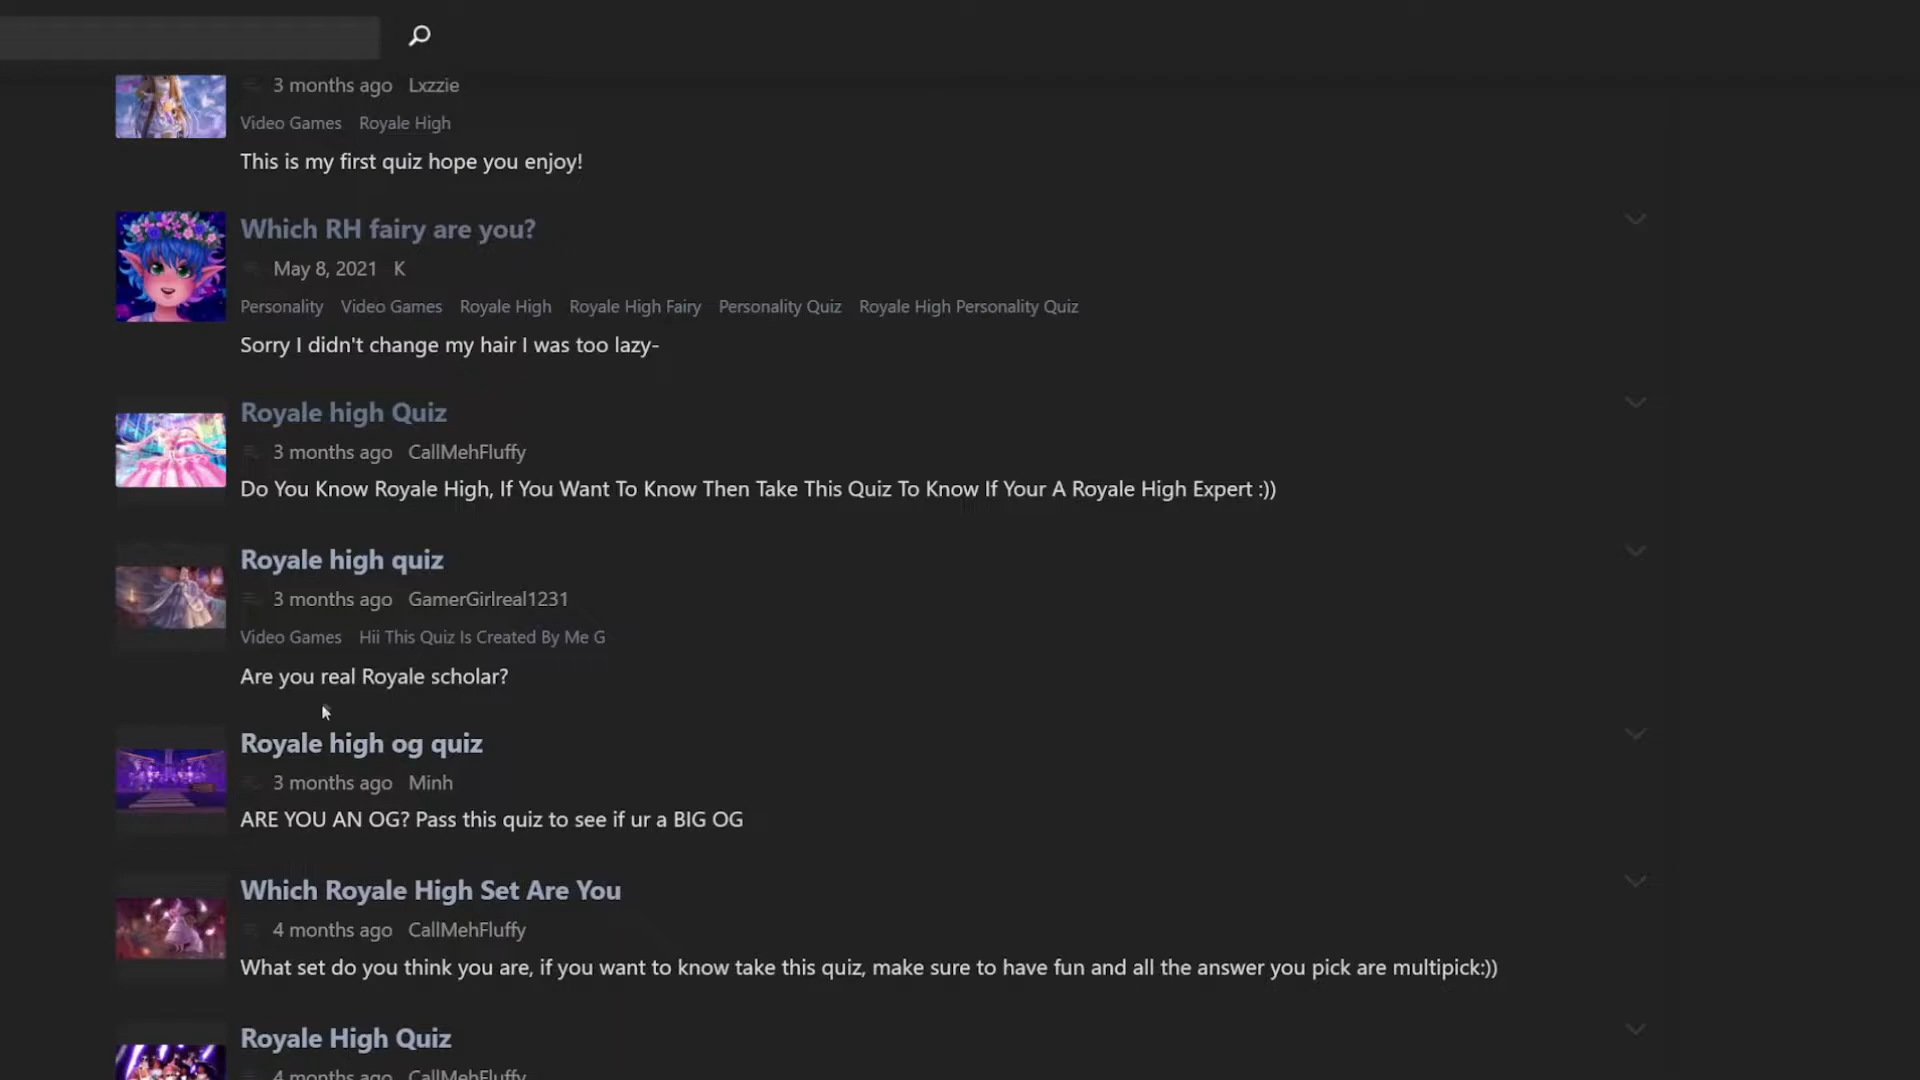 3 months ago Lxzzie
Video Games Royale High
This is my first quiz hope you enjoy!
Which RH fairy are you?
May 8, 2021 K
Personality Video Games Royale High Royale High Fairy Personality Quiz Royale High Personality Quiz
Sorry I didn't change my hair I was too lazy-
Royale high Quiz
3 months ago CallMehFluffy
Do You Know Royale High, If You Want To Know Then Take This Quiz To Know If Your A Royale High Expert :))
Royale high quiz
3 months ago GamerGirlreal1231
Video Games Hii This Quiz Is Created By Me G
Are you real Royale scholar?
Royale high og quiz
3 months ago Minh
ARE YOU AN OG? Pass this quiz to see if ur a BIG OG
Which Royale High Set Are You
4 months ago CallMehFluffy
What set do you think you are, if you want to know take this quiz, make sure to have fun and all the answer you pick are multipick:))
Royale High Quiz
4 months ago CallMehFluffy